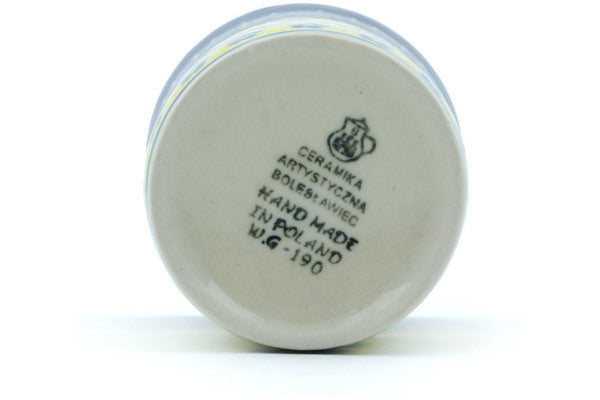 CERAMIKA
ARTYSTYCZNA
BOLESŁAWIEC
HAND MADE
IN POLAND
W.G-190